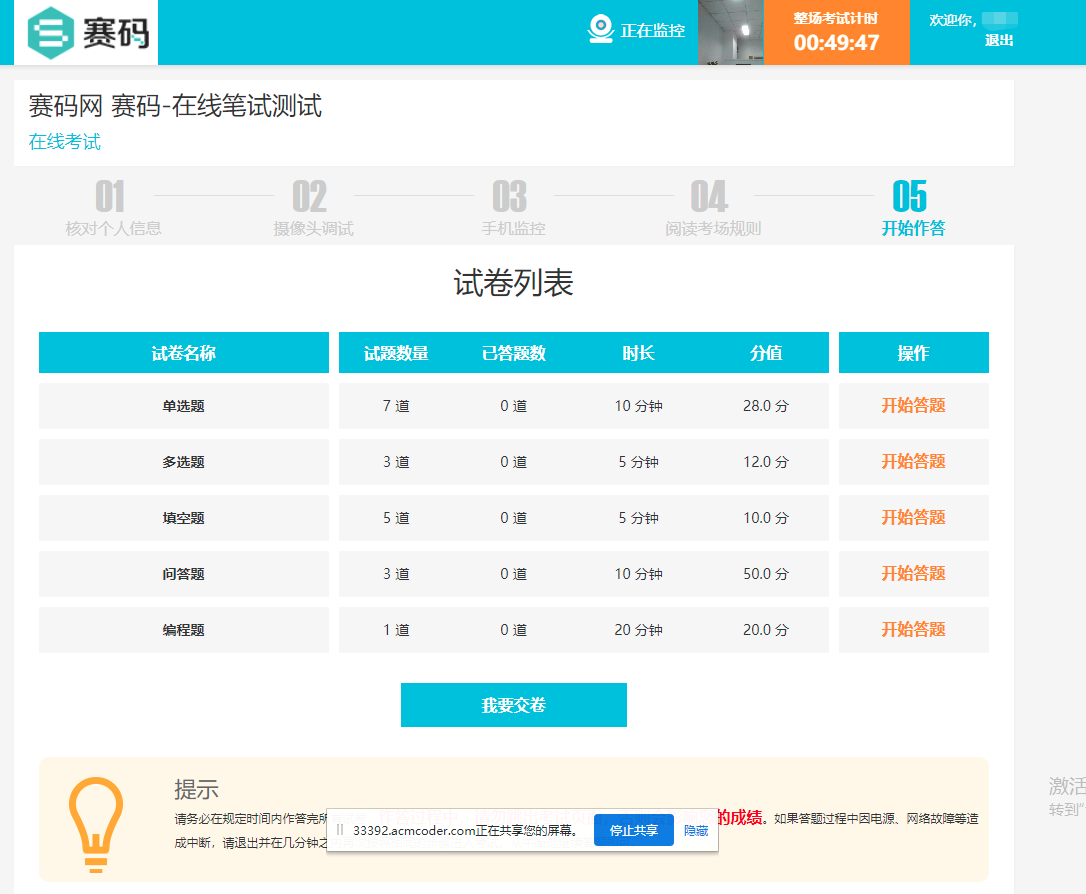 赛码
正在监控
整场考试计时
00:49:47
欢迎你,
退出
赛码网 赛码-在线笔试测试
在线考试
01
核对个人信息
02
摄像头调试
03
手机监控
04
阅读考场规则
05
开始作答
试卷列表
试卷名称 试题数量 已答题数 时长 分值 操作
单选题 7 道 0 道 10 分钟 28.0 分 开始答题
多选题 3 道 0 道 5 分钟 12.0 分 开始答题
填空题 5 道 0 道 5 分钟 10.0 分 开始答题
问答题 3 道 0 道 10 分钟 50.0 分 开始答题
编程题 1 道 0 道 20 分钟 20.0 分 开始答题
我要交卷
提示
请务必在规定时间内作答完所 的成绩。如果答题过程中因电源、网络故障等造
成中断，请退出并在几分钟之
33392.acmcoder.com正在共享您的屏幕。 停止共享 隐藏
激活
转到"